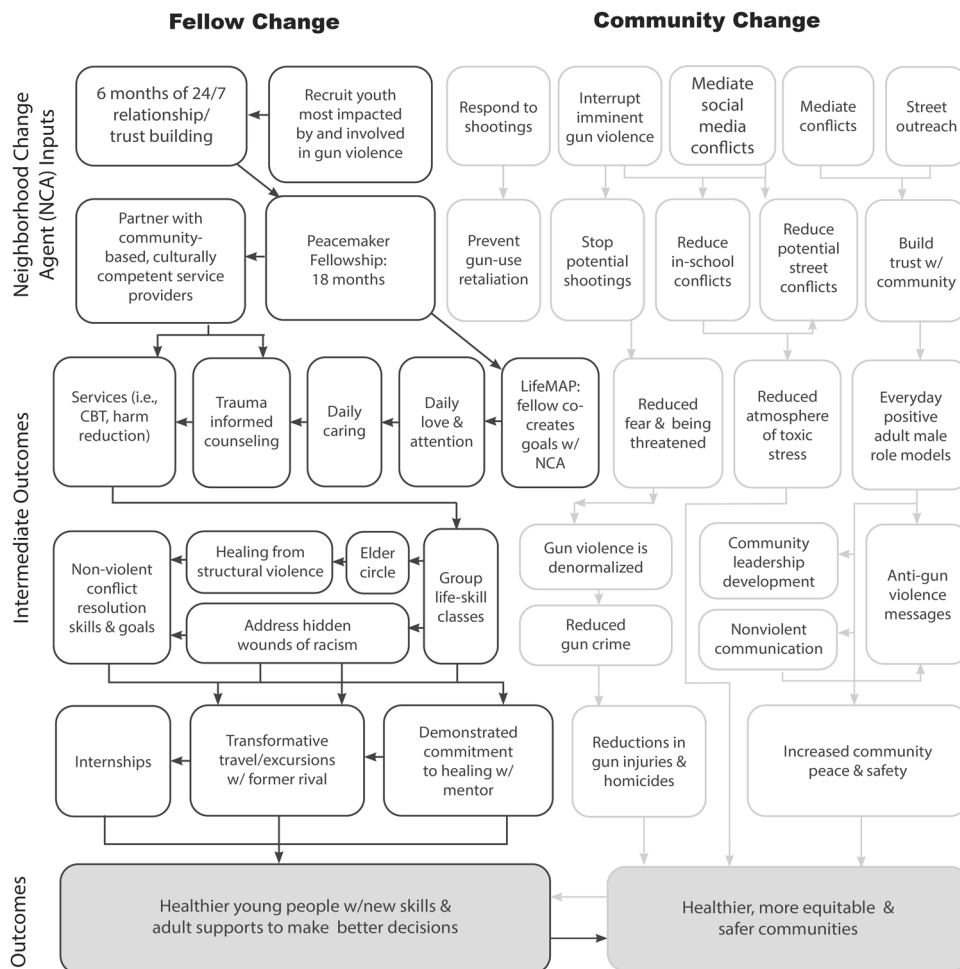 Fellow Change
Community Change
Neighborhood Change
Agent (NCA) Inputs
6 months of 24/7
relationship/
trust building
Recruit youth
most impacted
by and involved
in gun violence
Respond to
shootings
Interrupt
imminent
gun violence
Mediate
social
media
conflicts
Mediate
conflicts
Street
outreach
Partner with
community-
based, culturally
competent service
providers
Peacemaker
Fellowship:
18 months
Prevent
gun-use
retaliation
Stop
potential
shootings
Reduce
in-school
conflicts
Reduce
potential
street
conflicts
Build
trust w/
community
Intermediate Outcomes
Services (i.e.,
CBT, harm
reduction)
Trauma
informed
counseling
Daily
caring
Daily
love &
attention
LifeMAP:
fellow co-
creates
goals w/
NCA
Reduced
fear & being
threatened
Reduced
atmosphere
of toxic
stress
Everyday
positive
adult male
role models
Non-violent
conflict
resolution
skills & goals
Healing from
structural violence
Elder
circle
Group
life-skill
classes
Address hidden
wounds of racism
Gun violence is
denormalized
Community
leadership
development
Anti-gun
violence
messages
Reduced
gun crime
Nonviolent
communication
Internships
Transformative
travel/excursions
w/ former rival
Demonstrated
commitment
to healing w/
mentor
Reductions in
gun injuries &
homicides
Increased community
peace & safety
Outcomes
Healthier young people w/new skills &
adult supports to make better decisions
Healthier, more equitable &
safer communities